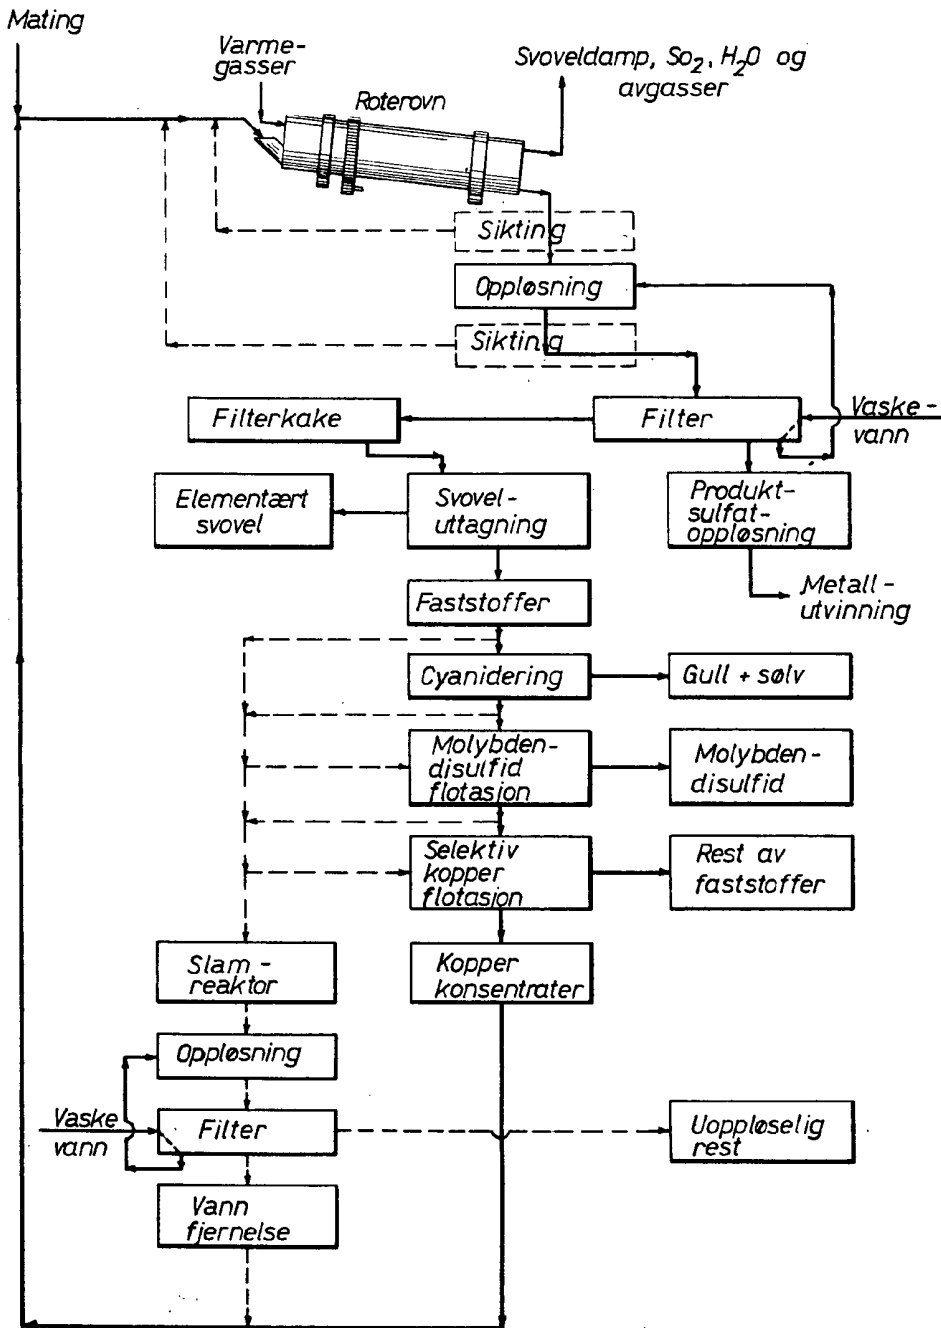 Mating
Varme-
gasser
Roterovn
Svoveldamp, So2, H2O og
avgasser
Sikting
Oppløsning
Sikting
Filterkake
Filter
Vaske-
vann
Elementært
svovel
Svovel-
uttagning
Produkt-
sulfat-
oppløsning
Faststoffer
Metall-
utvinning
Cyanidering
Gull + sølv
Molybden-
disulfid
flotasjon
Molybden-
disulfid
Selektiv
kopper
flotasjon
Rest av
faststoffer
Slam-
reaktor
Kopper
konsentrater
Oppløsning
Vaske
vann
Filter
Uoppløselig
rest
Vann
fjernelse